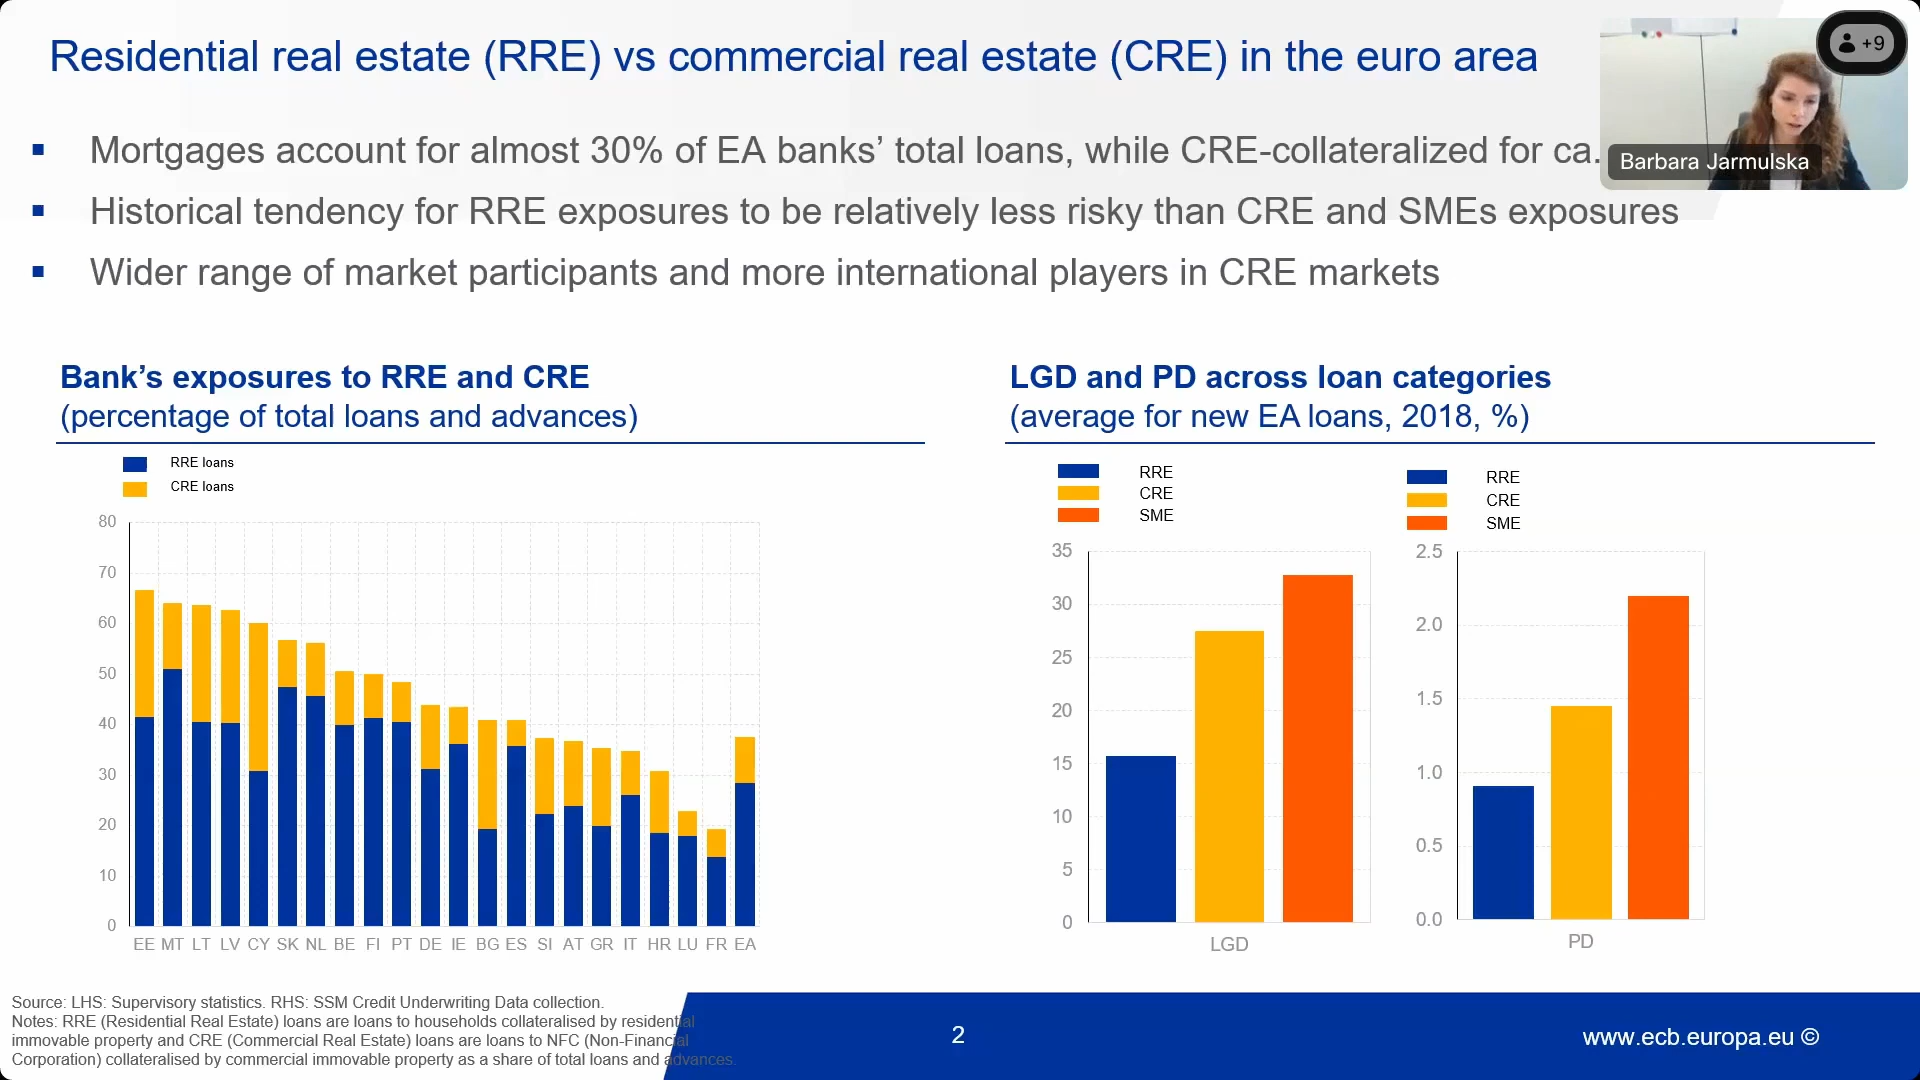 Residential real estate (RRE) vs commercial real estate (CRE) in the euro area
+9
Barbara Jarmulska
▪ Mortgages account for almost 30% of EA banks’ total loans, while CRE-collateralized for ca.
▪ Historical tendency for RRE exposures to be relatively less risky than CRE and SMEs exposures
▪ Wider range of market participants and more international players in CRE markets
Bank’s exposures to RRE and CRE
(percentage of total loans and advances)
RRE loans
CRE loans
80
70
60
50
40
30
20
10
0
EE MT LT LV CY SK NL BE FI PT DE IE BG ES SI AT GR IT HR LU FR EA
LGD and PD across loan categories
(average for new EA loans, 2018, %)
RRE
CRE
SME
35
30
25
20
15
10
5
0
LGD
RRE
CRE
SME
2.5
2.0
1.5
1.0
0.5
0.0
PD
Source: LHS: Supervisory statistics. RHS: SSM Credit Underwriting Data collection.
Notes: RRE (Residential Real Estate) loans are loans to households collateralised by residential
immovable property and CRE (Commercial Real Estate) loans are loans to NFC (Non-Financial
Corporation) collateralised by commercial immovable property as a share of total loans and advances.
2
www.ecb.europa.eu ©